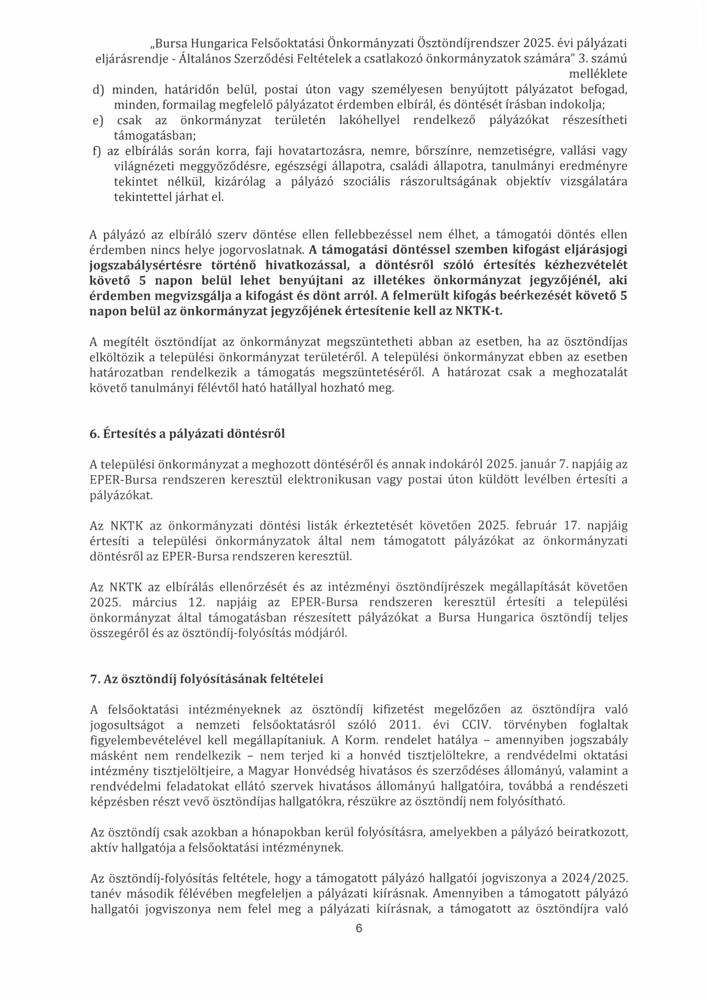 „Bursa Hungarica Felsőoktatási Önkormányzati Ösztöndíjrendszer 2025. évi pályázati
eljárásrendje - Általános Szerződési Feltételek a csatlakozó önkormányzatok számára” 3. számú
melléklete
d) minden, határidőn belül, postai úton vagy személyesen benyújtott pályázatot befogad,
minden, formailag megfelelő pályázatot érdemben elbírál, és döntését írásban indokolja;
e) csak az önkormányzat területén lakóhellyel rendelkező pályázókat részesítheti
támogatásban;
f) az elbírálás során korra, faji hovatartozásra, nemre, bőrszínre, nemzetiségre, vallási vagy
világnézeti meggyőződésre, egészségi állapotra, családi állapotra, tanulmányi eredményre
tekintet nélkül, kizárólag a pályázó szociális rászorultságának objektív vizsgálatára
tekintettel járhat el.
A pályázó az elbíráló szerv döntése ellen fellebbezéssel nem élhet, a támogatói döntés ellen
érdemben nincs helye jogorvoslatnak. A támogatási döntéssel szemben kifogást eljárásjogi
jogszabálysértésre történő hivatkozással, a döntésről szóló értesítés kézhezvételét
követő 5 napon belül lehet benyújtani az illetékes önkormányzat jegyzőjénél, aki
érdemben megvizsgálja a kifogást és dönt arról. A felmerült kifogás beérkezését követő 5
napon belül az önkormányzat jegyzőjének értesítenie kell az NKTK-t.
A megítélt ösztöndíjat az önkormányzat megszüntetheti abban az esetben, ha az ösztöndíjas
elköltözik a települési önkormányzat területéről. A települési önkormányzat ebben az esetben
határozatban rendelkezik a támogatás megszüntetéséről. A határozat csak a meghozatalát
követő tanulmányi félévtől ható hatállyal hozható meg.
6. Értesítés a pályázati döntésről
A települési önkormányzat a meghozott döntéséről és annak indokáról 2025. január 7. napjáig az
EPER-Bursa rendszeren keresztül elektronikusan vagy postai úton küldött levélben értesíti a
pályázókat.
Az NKTK az önkormányzati döntési listák érkeztetését követően 2025. február 17. napjáig
értesíti a települési önkormányzatok által nem támogatott pályázókat az önkormányzati
döntésről az EPER-Bursa rendszeren keresztül.
Az NKTK az elbírálás ellenőrzését és az intézményi ösztöndíjrészek megállapítását követően
2025. március 12. napjáig az EPER-Bursa rendszeren keresztül értesíti a települési
önkormányzat által támogatásban részesített pályázókat a Bursa Hungarica ösztöndíj teljes
összegéről és az ösztöndíj-folyósítás módjáról.
7. Az ösztöndíj folyósításának feltételei
A felsőoktatási intézményeknek az ösztöndíj kifizetést megelőzően az ösztöndíjra való
jogosultságot a nemzeti felsőoktatásról szóló 2011. évi CCIV. törvényben foglaltak
figyelembevételével kell megállapítaniuk. A Korm. rendelet hatálya – amennyiben jogszabály
másként nem rendelkezik – nem terjed ki a honvéd tisztjelöltekre, a rendvédelmi oktatási
intézmény tisztjelöltjeire, a Magyar Honvédség hivatásos és szerződéses állományú, valamint a
rendvédelmi feladatokat ellátó szervek hivatásos állományú hallgatóira, továbbá a rendészeti
képzésben részt vevő ösztöndíjas hallgatókra, részükre az ösztöndíj nem folyósítható.
Az ösztöndíj csak azokban a hónapokban kerül folyósításra, amelyekben a pályázó beiratkozott,
aktív hallgatója a felsőoktatási intézménynek.
Az ösztöndíj-folyósítás feltétele, hogy a támogatott pályázó hallgatói jogviszonya a 2024/2025.
tanév második félévében megfeleljen a pályázati kiírásnak. Amennyiben a támogatott pályázó
hallgatói jogviszonya nem felel meg a pályázati kiírásnak, a támogatott az ösztöndíjra való
6